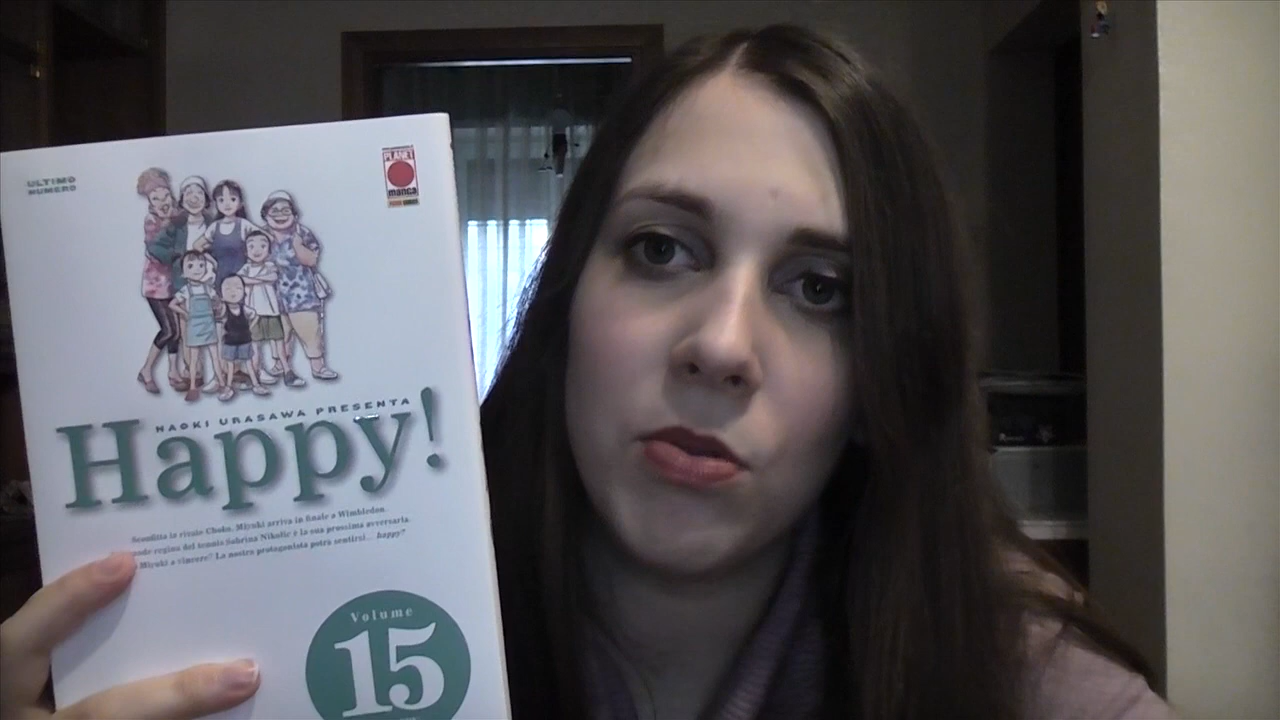 ULTIMO
NUMERO
PLANET
manga
NAOKI URASAWA PRESENTA
Happy!
Sconfitta la rivale Choko, Miyuki arriva in finale a Wimbledon.
regina del tennis Sabrina Nikolic è la sua prossima avversaria.
Miyuki a vincere? La nostra protagonista potrà sentirsi... happy?
Volume
15